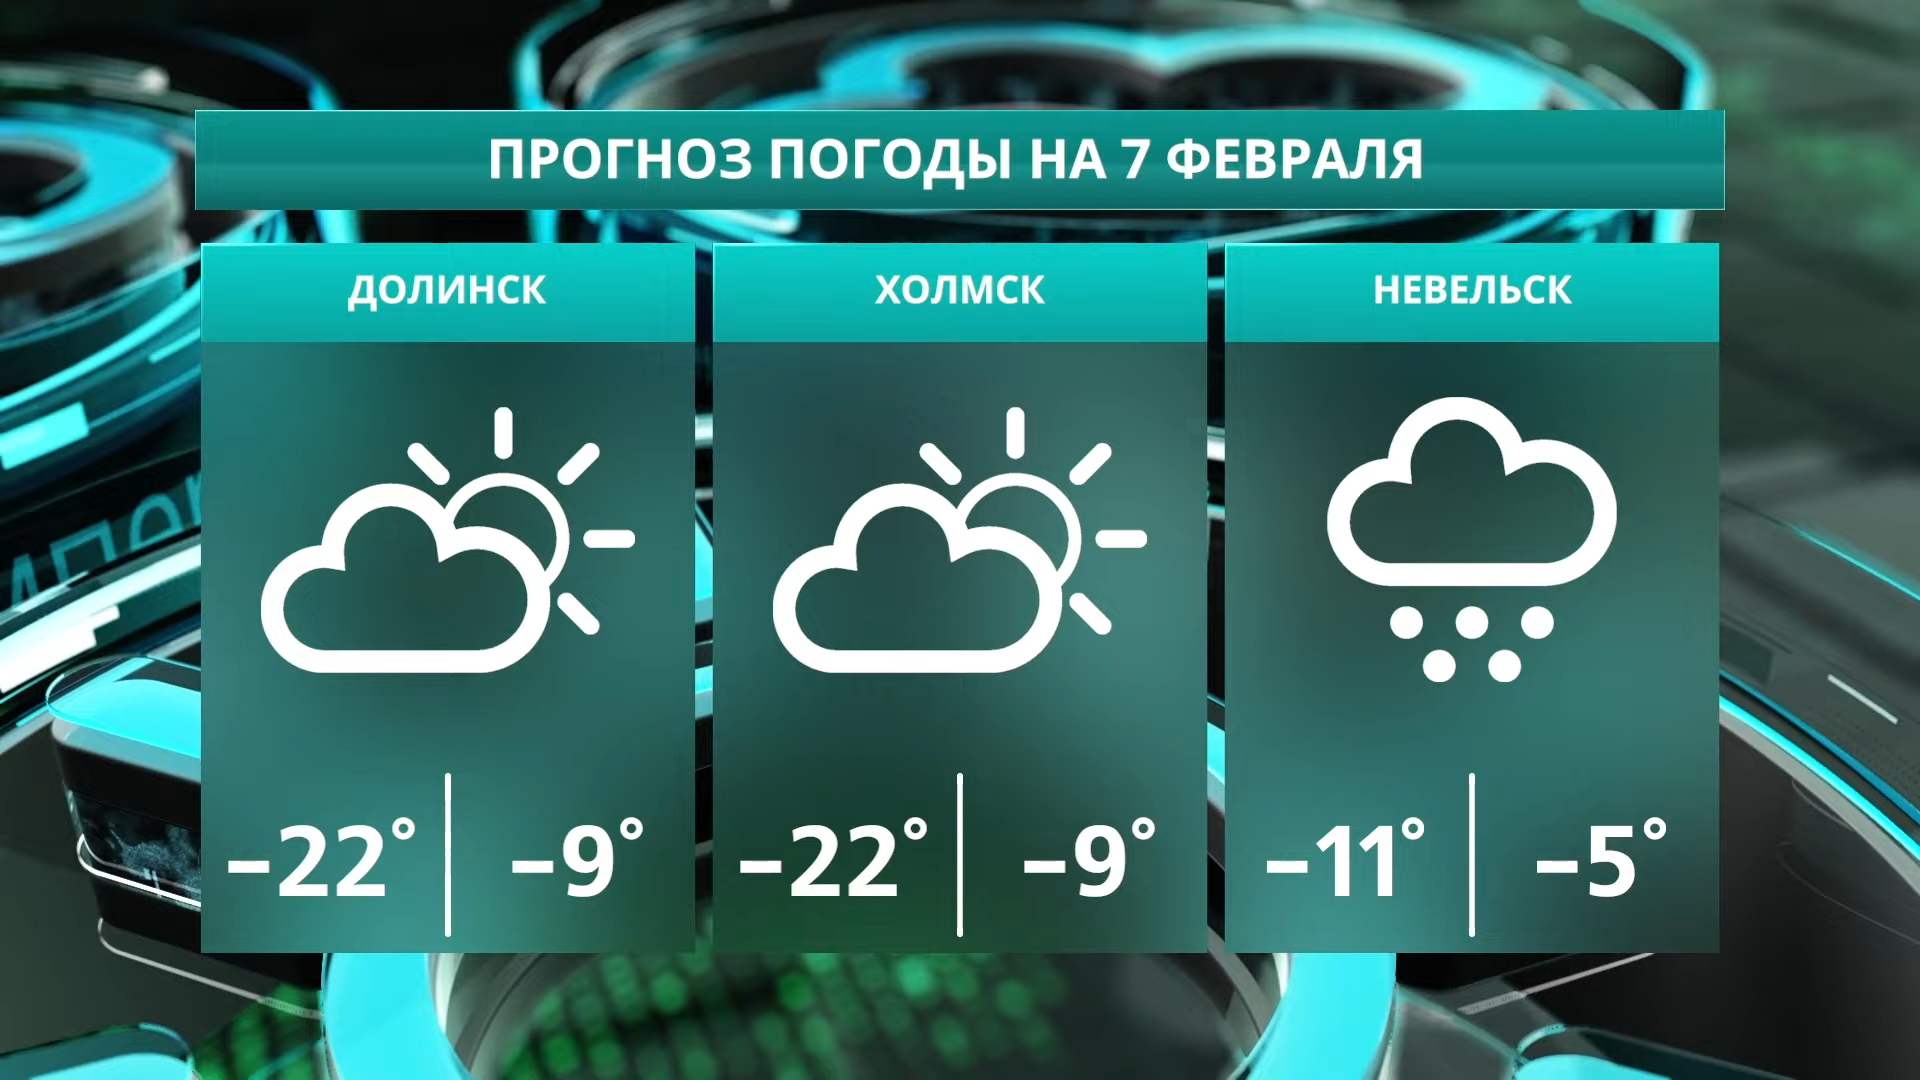 ПРОГНОЗ ПОГОДЫ НА 7 ФЕВРАЛЯ
ДОЛИНСК
ХОЛМСК
НЕВЕЛЬСК
-22° -9°
-22° -9°
-11° -5°